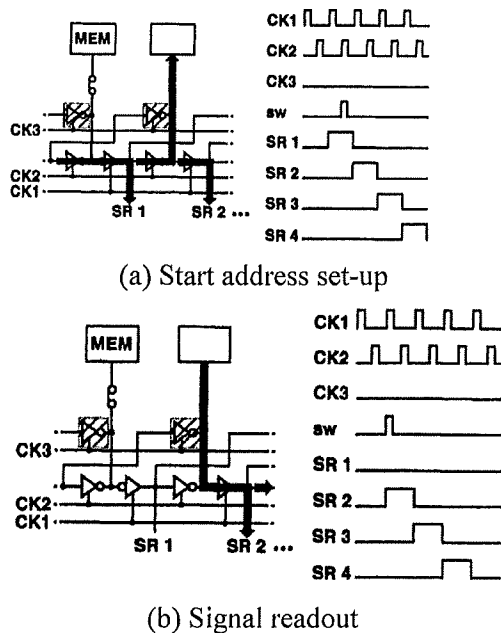 MEM
CK3
CK2
CK1
SR 1
SR 2 ...
CK1
CK2
CK3
sw
SR 1
SR 2
SR 3
SR 4
(a) Start address set-up
MEM
CK3
CK2
CK1
SR 1
SR 2 ...
CK1
CK2
CK3
sw
SR 1
SR 2
SR 3
SR 4
(b) Signal readout